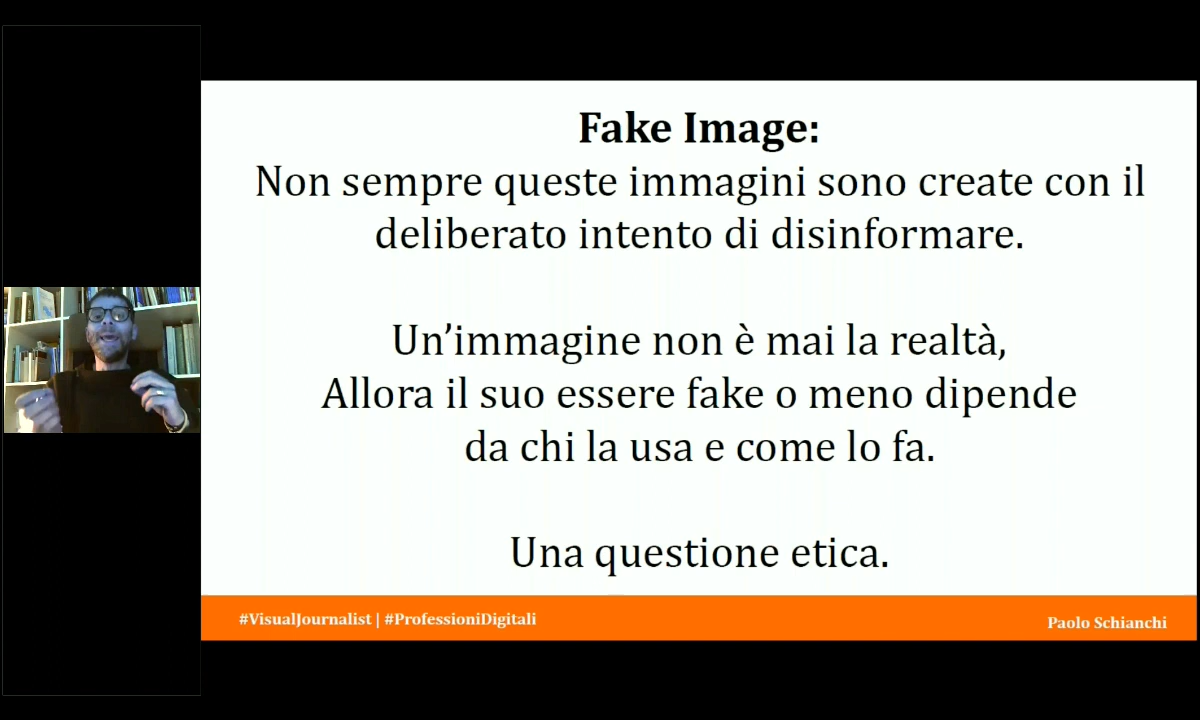 Fake Image:
Non sempre queste immagini sono create con il
deliberato intento di disinformare.
Un’immagine non è mai la realtà,
Allora il suo essere fake o meno dipende
da chi la usa e come lo fa.
Una questione etica.
#VisualJournalist | #ProfessioniDigitali
Paolo Schianchi